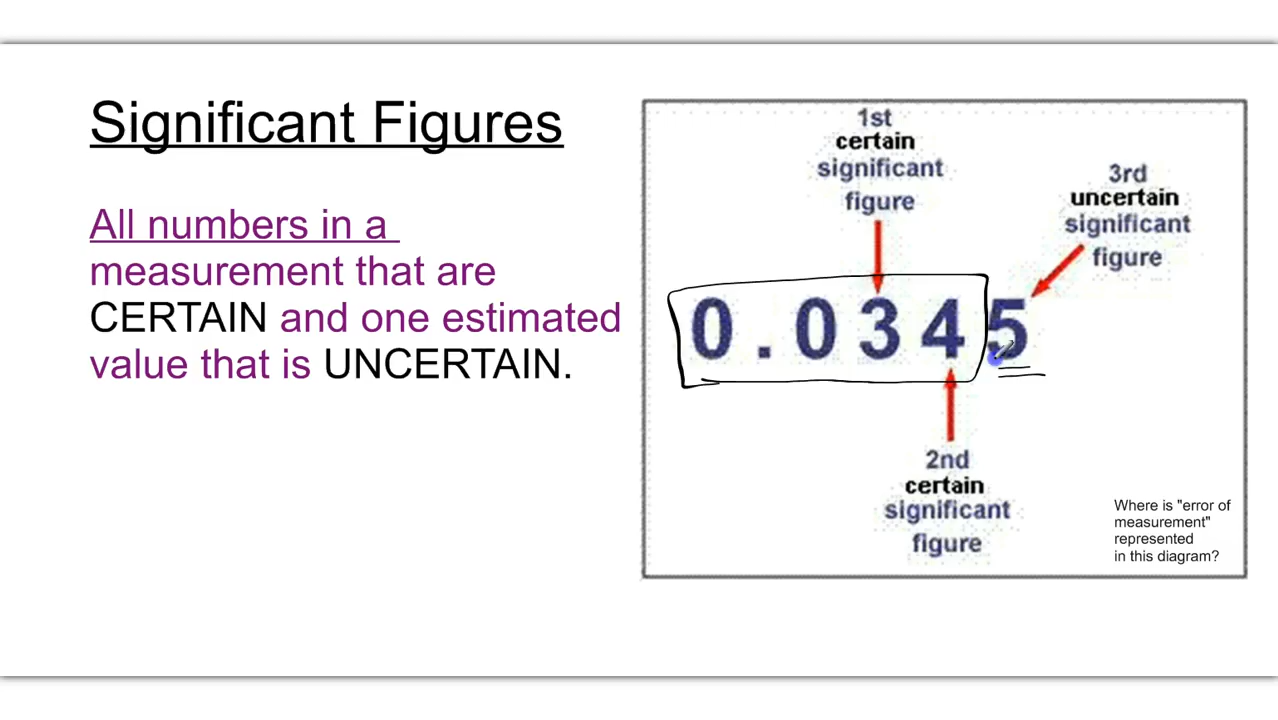 Significant Figures
All numbers in a
measurement that are
CERTAIN and one estimated
value that is UNCERTAIN.
1st
certain
significant
figure
3rd
uncertain
significant
figure
0.0345
2nd
certain
significant
figure
Where is "error of
measurement"
represented
in this diagram?